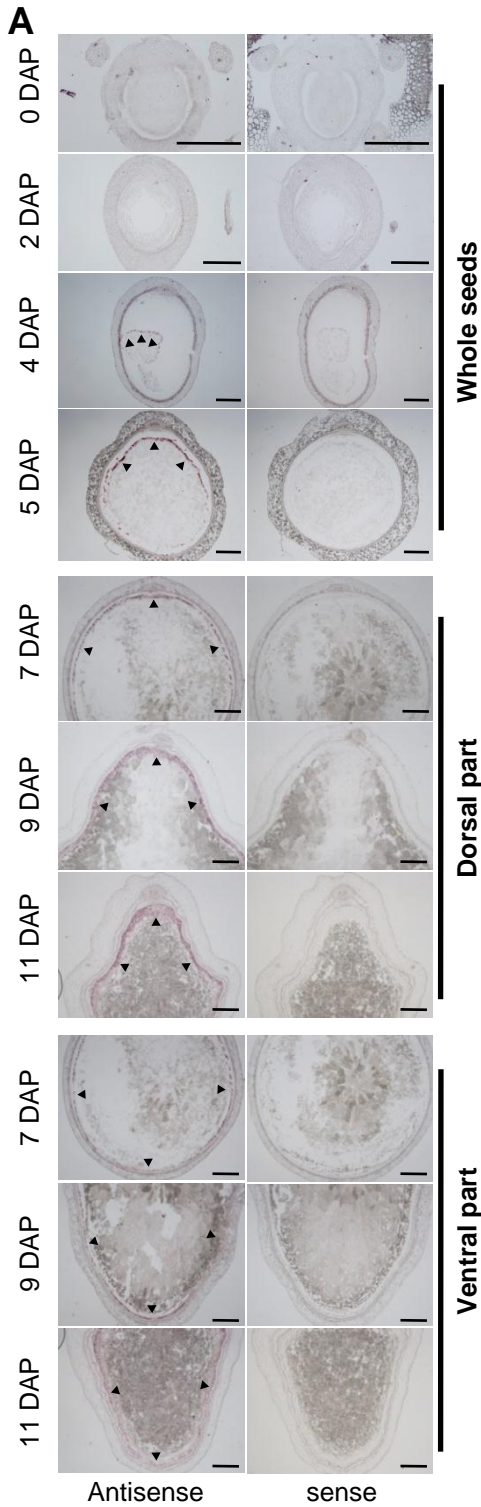 A
0 DAP
2 DAP
4 DAP
5 DAP
Whole seeds
7 DAP
9 DAP
11 DAP
Dorsal part
7 DAP
9 DAP
11 DAP
Ventral part
Antisense
sense